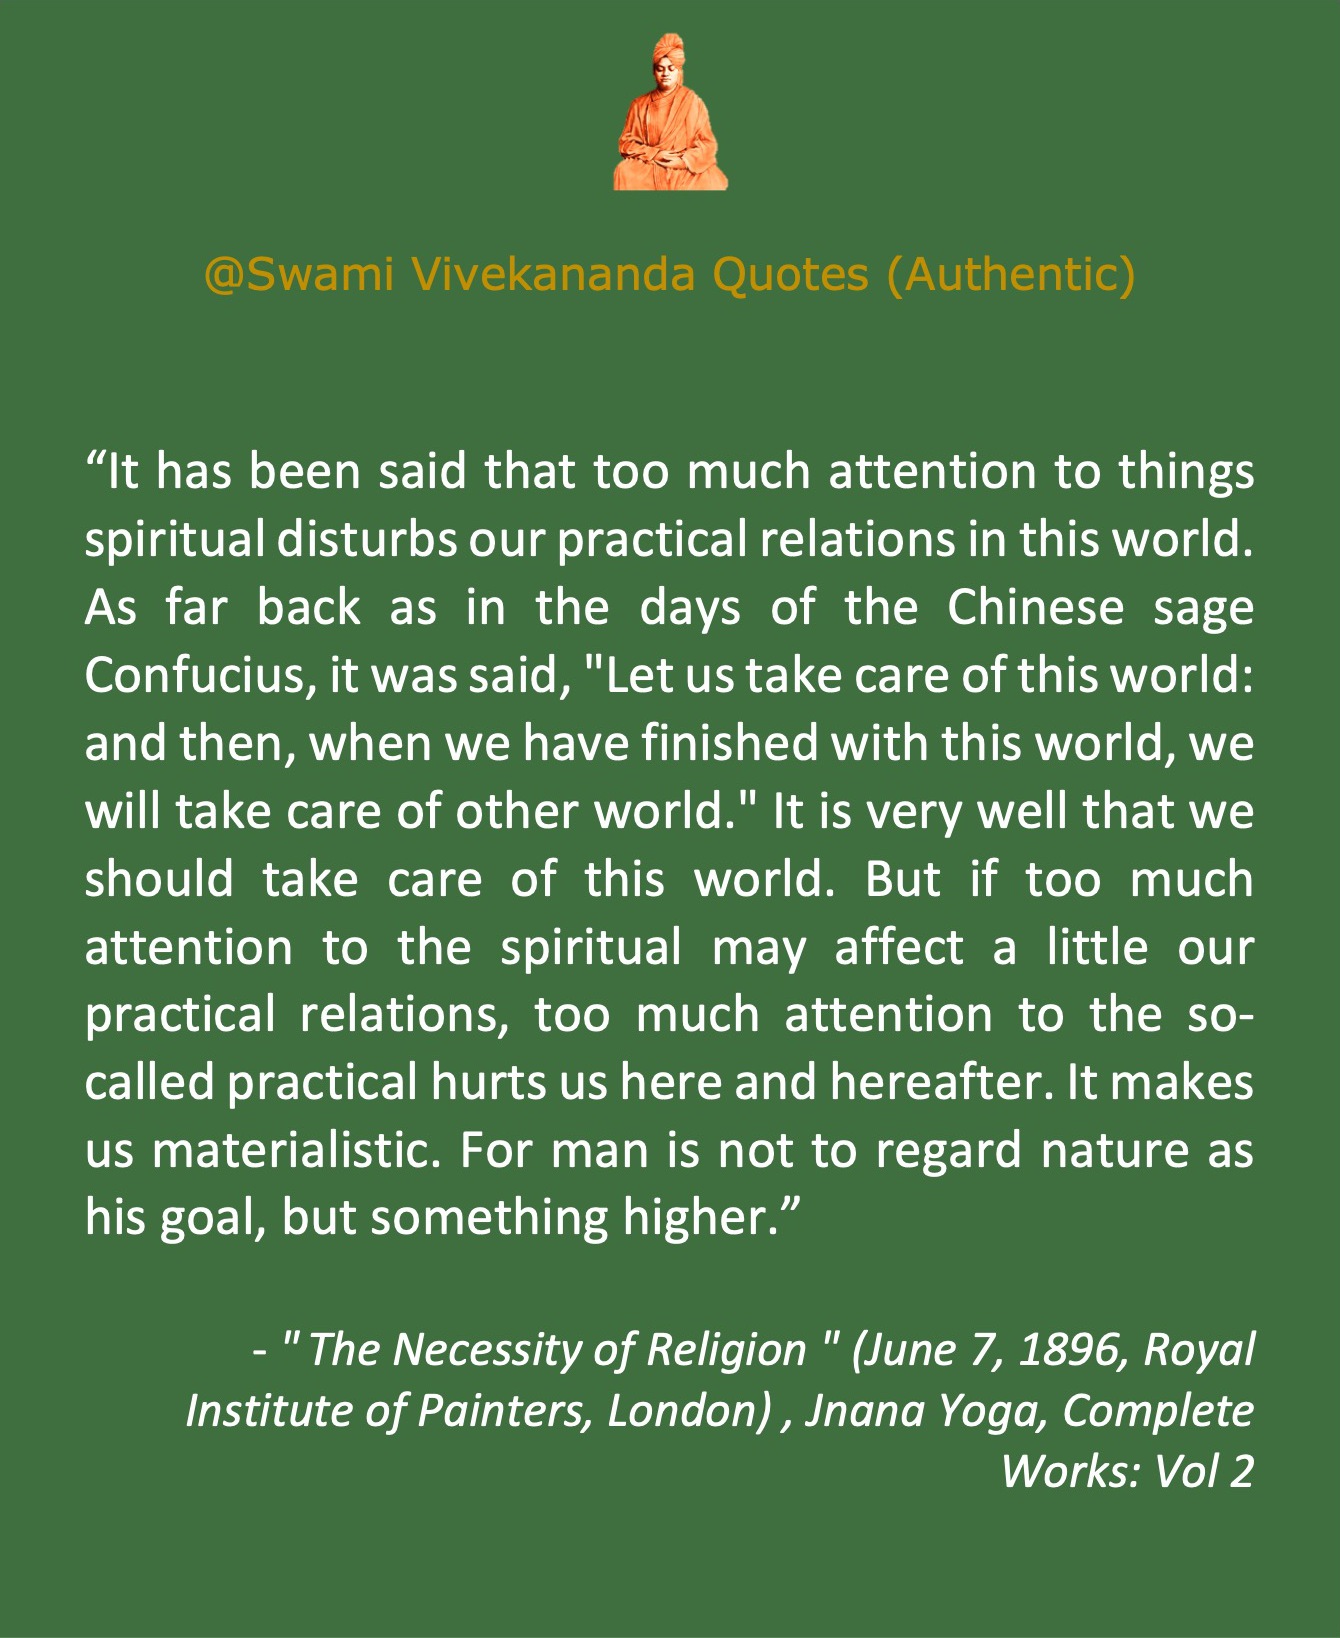 @Swami Vivekananda Quotes (Authentic)
“It has been said that too much attention to things
spiritual disturbs our practical relations in this world.
As far back as in the days of the Chinese sage
Confucius, it was said, "Let us take care of this world:
and then, when we have finished with this world, we
will take care of other world." It is very well that we
should take care of this world. But if too much
attention to the spiritual may affect a little our
practical relations, too much attention to the so-
called practical hurts us here and hereafter. It makes
us materialistic. For man is not to regard nature as
his goal, but something higher.”
- " The Necessity of Religion " (June 7, 1896, Royal
Institute of Painters, London) , Jnana Yoga, Complete
Works: Vol 2